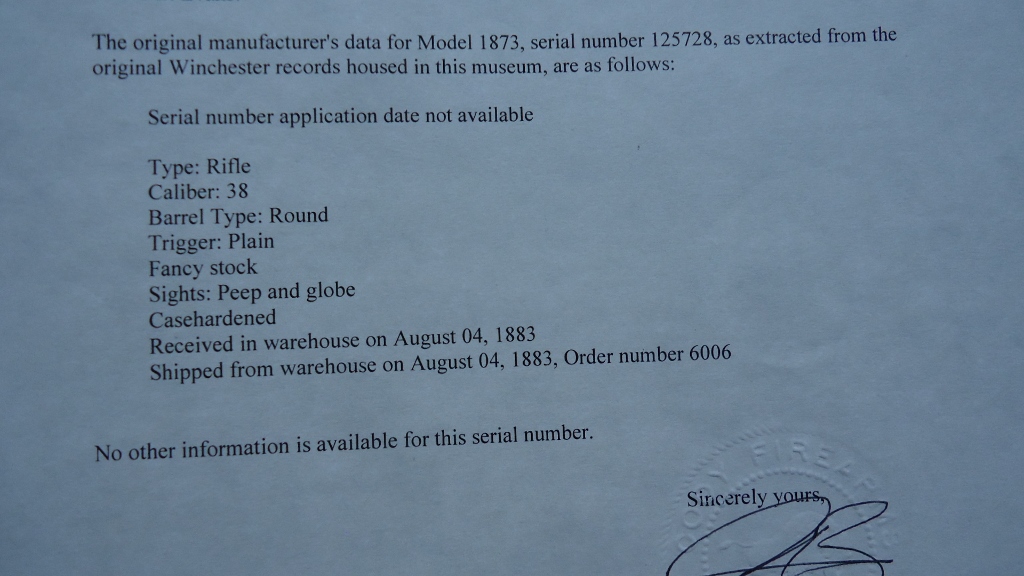 The original manufacturer's data for Model 1873, serial number 125728, as extracted from the
original Winchester records housed in this museum, are as follows:
Serial number application date not available
Type: Rifle
Caliber: 38
Barrel Type: Round
Trigger: Plain
Fancy stock
Sights: Peep and globe
Casehardened
Received in warehouse on August 04, 1883
Shipped from warehouse on August 04, 1883, Order number 6006
No other information is available for this serial number.
Sincerely yours,